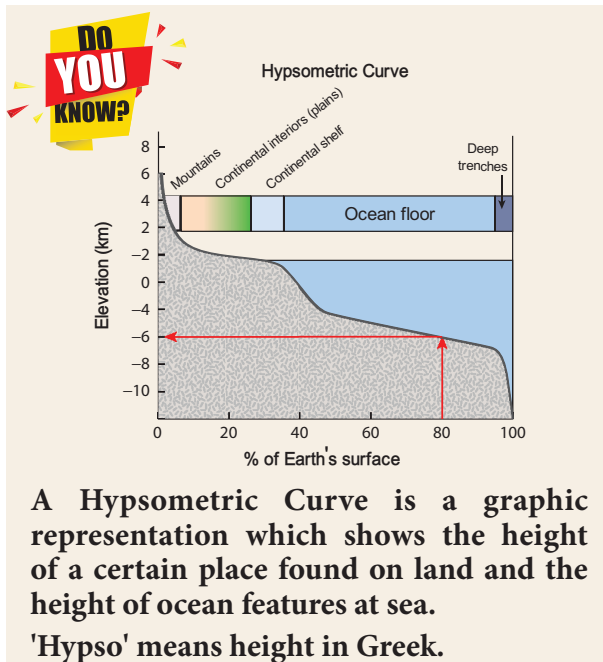 DO
YOU
KNOW?
Hypsometric Curve
Mountains
Continental interiors (plains)
Continental shelf
Deep
trenches
Ocean floor
Elevation (km)
8
6
4
2
−2
0
−4
−6
−8
−10
0 20 40 60 80 100
% of Earth's surface
A Hypsometric Curve is a graphic
representation which shows the height
of a certain place found on land and the
height of ocean features at sea.
'Hypso' means height in Greek.